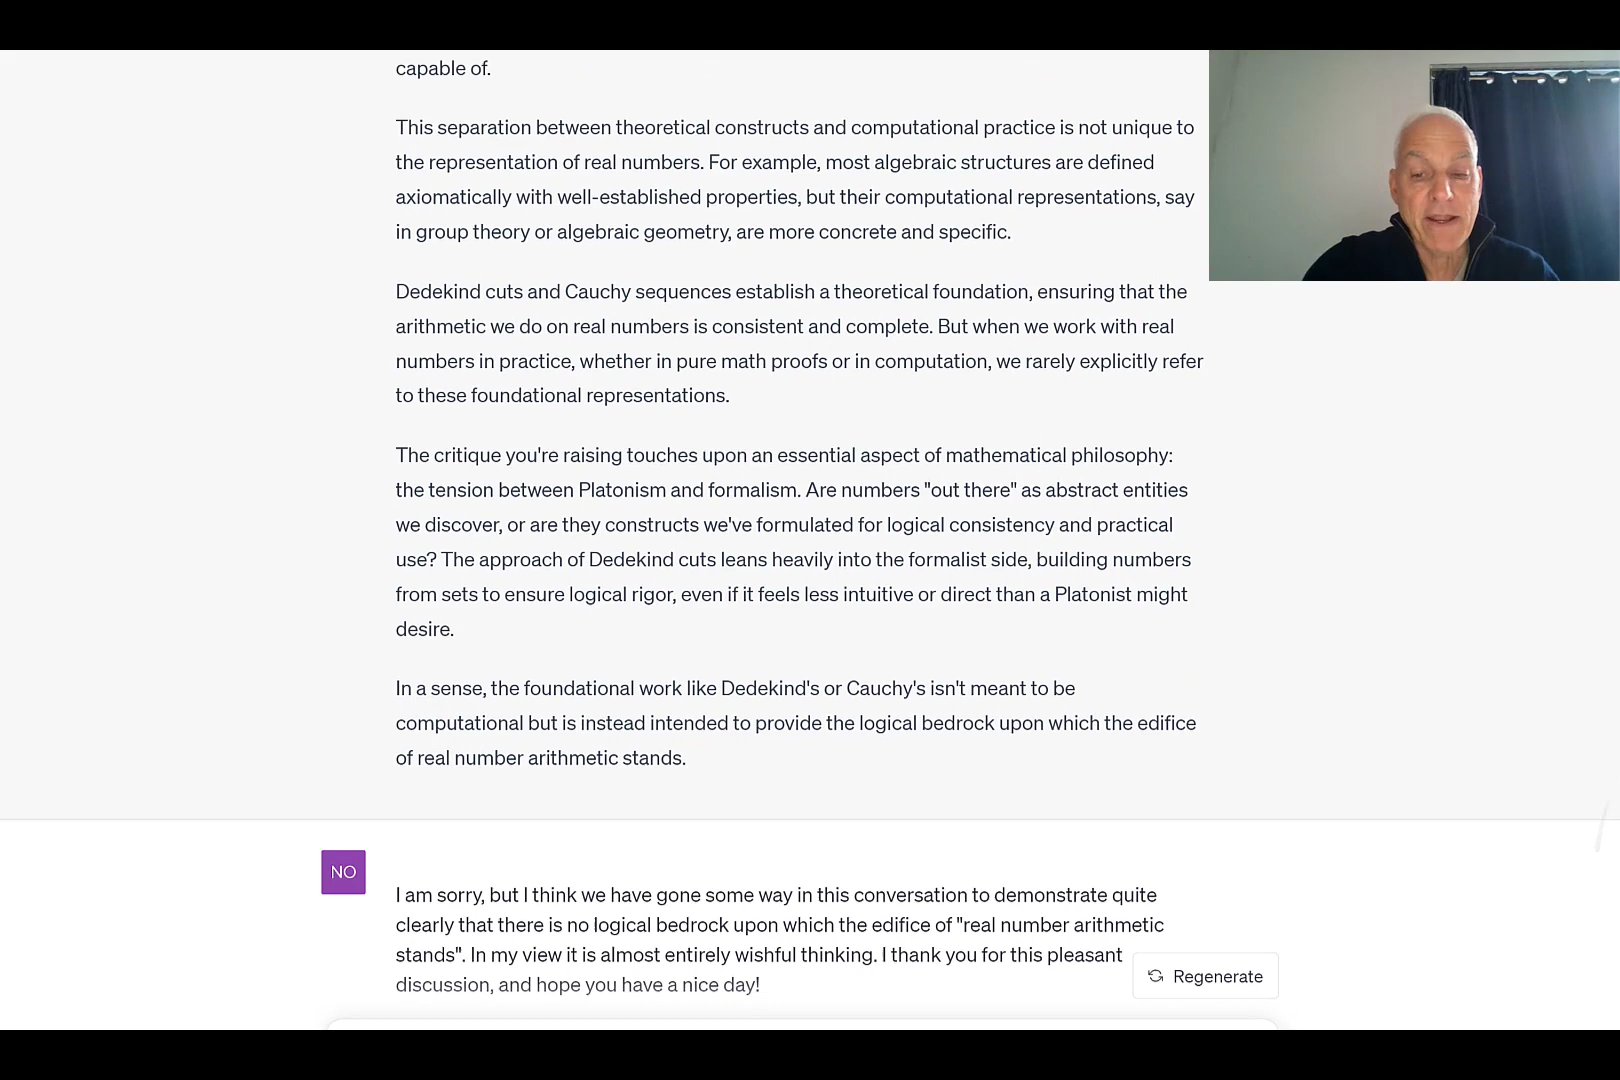 capable of.
This separation between theoretical constructs and computational practice is not unique to
the representation of real numbers. For example, most algebraic structures are defined
axiomatically with well-established properties, but their computational representations, say
in group theory or algebraic geometry, are more concrete and specific.
Dedekind cuts and Cauchy sequences establish a theoretical foundation, ensuring that the
arithmetic we do on real numbers is consistent and complete. But when we work with real
numbers in practice, whether in pure math proofs or in computation, we rarely explicitly refer
to these foundational representations.
The critique you're raising touches upon an essential aspect of mathematical philosophy:
the tension between Platonism and formalism. Are numbers "out there" as abstract entities
we discover, or are they constructs we've formulated for logical consistency and practical
use? The approach of Dedekind cuts leans heavily into the formalist side, building numbers
from sets to ensure logical rigor, even if it feels less intuitive or direct than a Platonist might
desire.
In a sense, the foundational work like Dedekind's or Cauchy's isn't meant to be
computational but is instead intended to provide the logical bedrock upon which the edifice
of real number arithmetic stands.
NO
I am sorry, but I think we have gone some way in this conversation to demonstrate quite
clearly that there is no logical bedrock upon which the edifice of "real number arithmetic
stands". In my view it is almost entirely wishful thinking. I thank you for this pleasant
discussion, and hope you have a nice day!
Regenerate